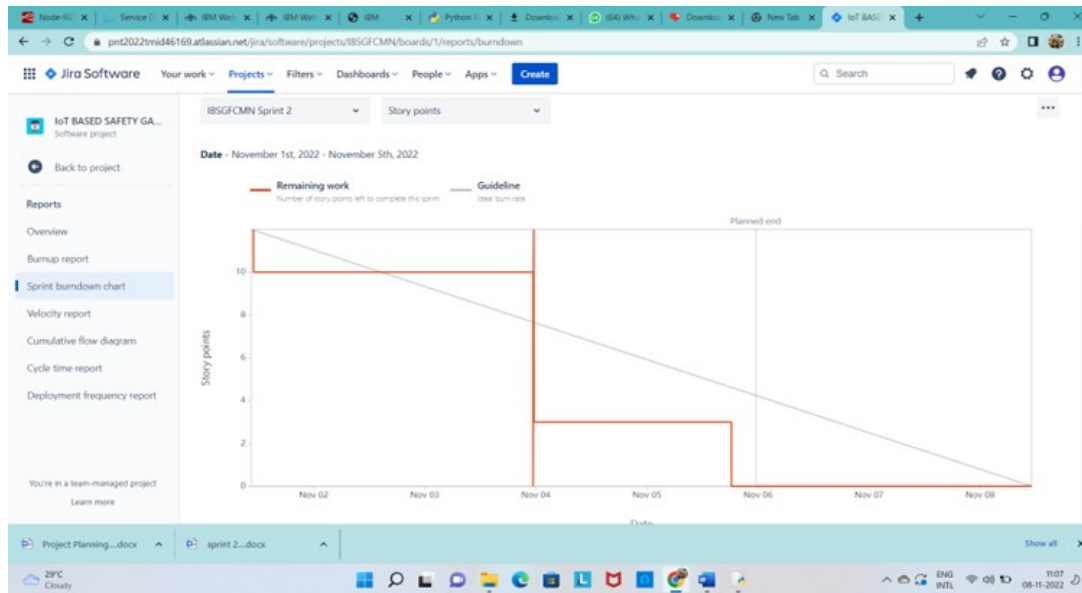 Node-RE
Service D
IBM Wat
IBM Wat
IBM
Python F
Downloa
(64) Wha
Downloa
New Tab
IoT BASE
pnt2022tmid46169.atlassian.net/jira/software/projects/IBSGFCMN/boards/1/reports/burndown
Jira Software Your work Projects Filters Dashboards People Apps Create Search
IoT BASED SAFETY GA...
Software project
Back to project
Reports
Overview
Burnup report
Sprint burndown chart
Velocity report
Cumulative flow diagram
Cycle time report
Deployment frequency report
You're in a team-managed project
Learn more
IBSGFCMN Sprint 2
Story points
Date - November 1st, 2022 - November 5th, 2022
Remaining work
Number of story points left to complete this sprint
Guideline
Ideal burn rate
Planned end
Story points
10
8
6
4
2
0
Nov 02 Nov 03 Nov 04 Nov 05 Nov 06 Nov 07 Nov 08
Date
Project Planning....docx
sprint 2...docx
Show all
29°C
Cloudy
ENG
INTL
11:07
08-11-2022